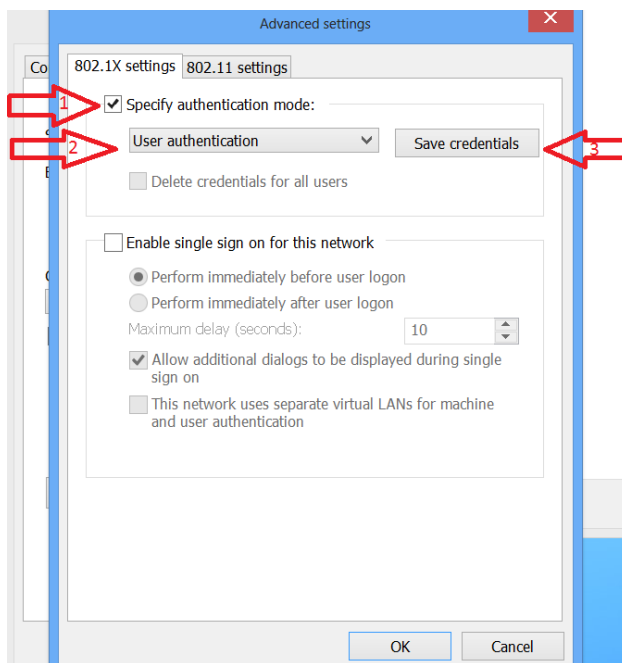 Advanced settings
Co
802.1X settings 802.11 settings
1 Specify authentication mode:
2 User authentication Save credentials 3
Delete credentials for all users
Enable single sign on for this network
Perform immediately before user logon
Perform immediately after user logon
Maximum delay (seconds): 10
Allow additional dialogs to be displayed during single
sign on
This network uses separate virtual LANs for machine
and user authentication
OK Cancel